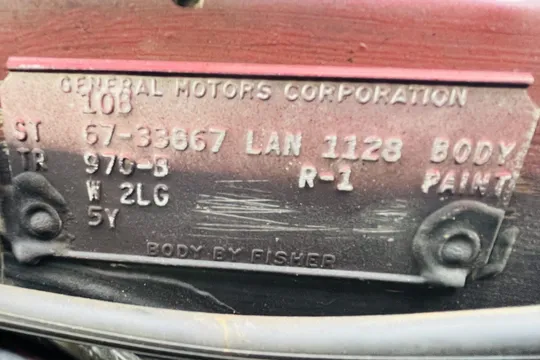 GENERAL MOTORS CORPORATION
10B
ST 67-33867 LAN 1128 BODY
TR 970-B R-1 PAINT
W 2LG
5Y
BODY BY FISHER